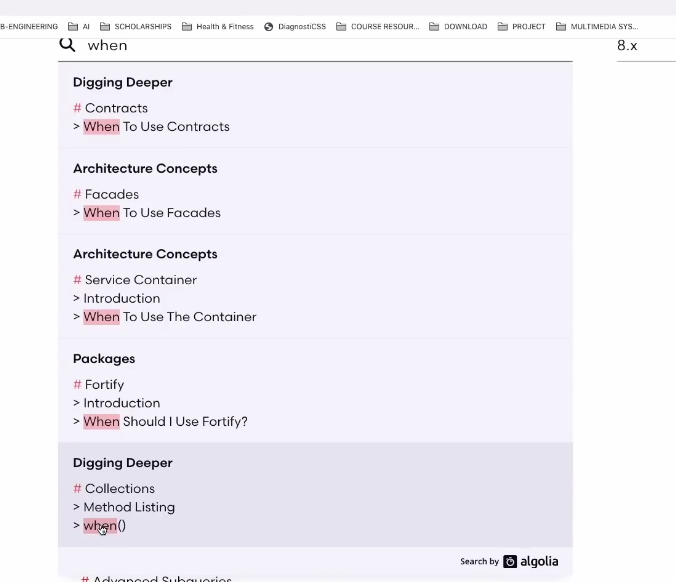 B-ENGINEERING AI SCHOLARSHIPS Health & Fitness DiagnostiCSS COURSE RESOUR... DOWNLOAD PROJECT MULTIMEDIA SYS...
when 8.x
Digging Deeper
# Contracts
> When To Use Contracts
Architecture Concepts
# Facades
> When To Use Facades
Architecture Concepts
# Service Container
> Introduction
> When To Use The Container
Packages
# Fortify
> Introduction
> When Should I Use Fortify?
Digging Deeper
# Collections
> Method Listing
> when()
Search by algolia
# Advanced Subqueries